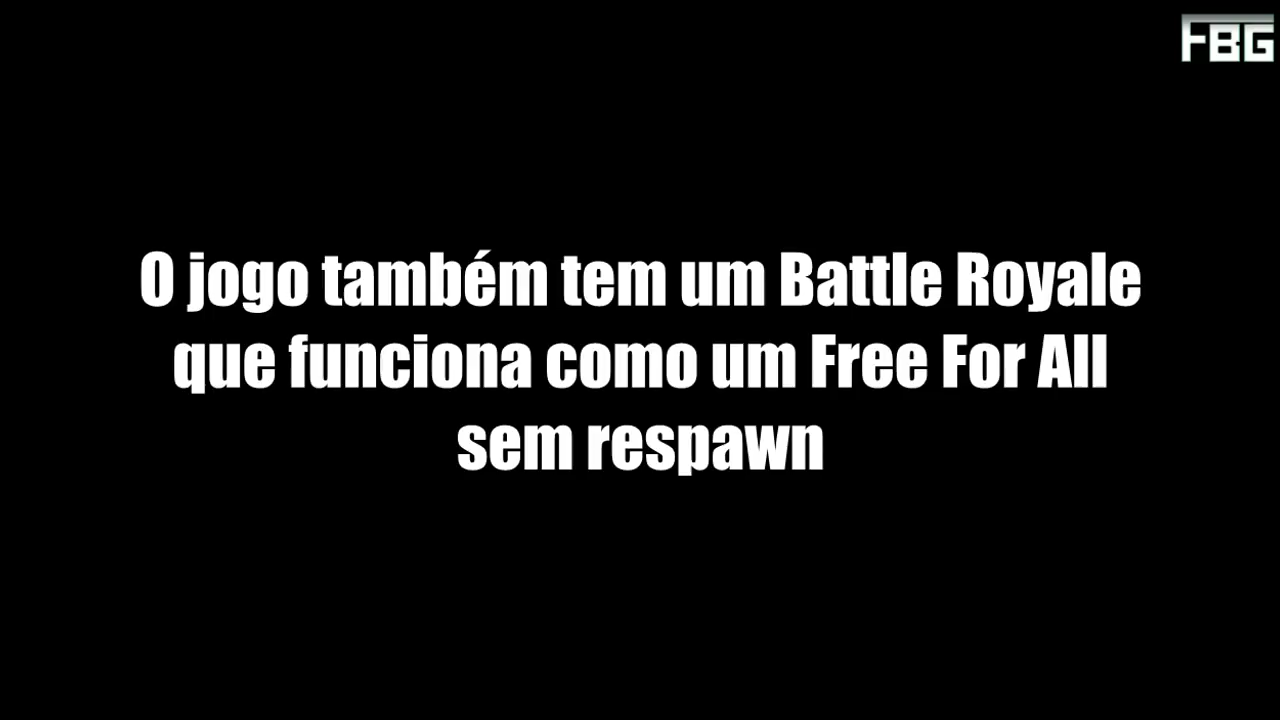 FBG
O jogo também tem um Battle Royale
que funciona como um Free For All
sem respawn